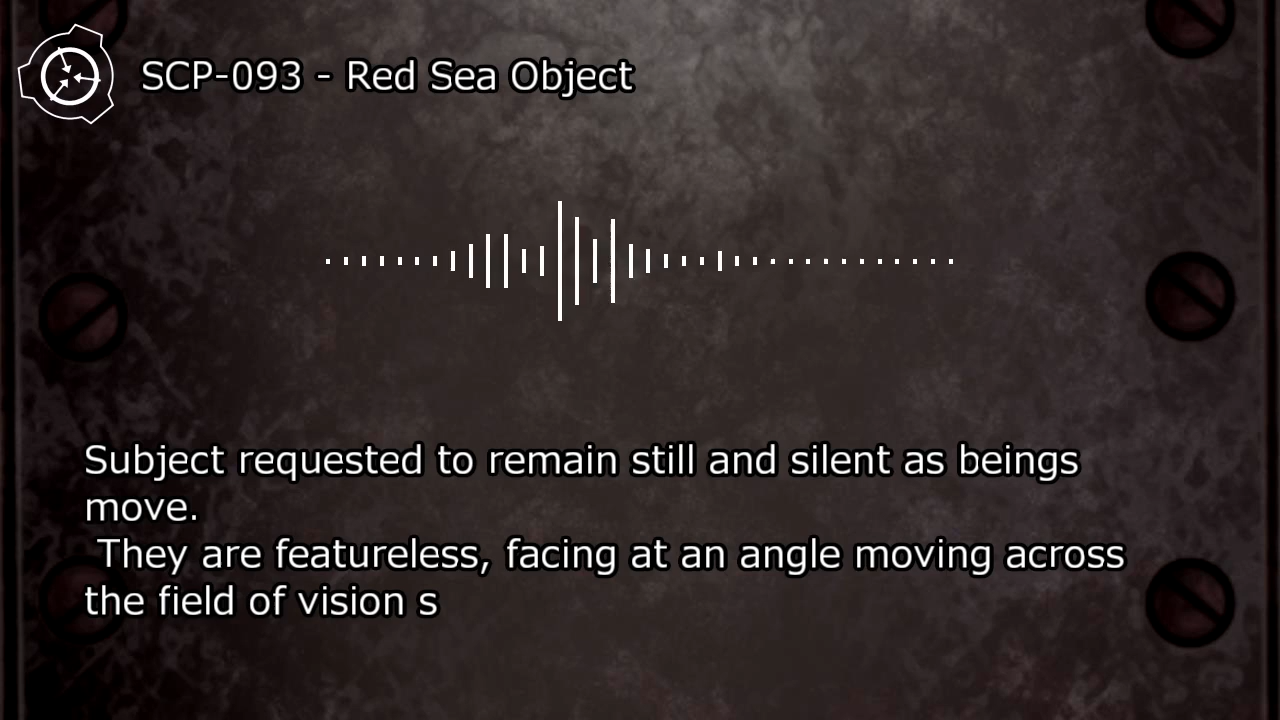 SCP-093 - Red Sea Object
Subject requested to remain still and silent as beings
move.
They are featureless, facing at an angle moving across
the field of vision s